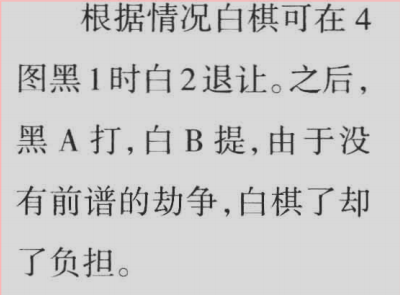 根据情况白棋可在 4
图黑1时白2退让。之后,
黑 A 打,白 B 提,由于没
有前谱的劫争,白棋了却
了负担。